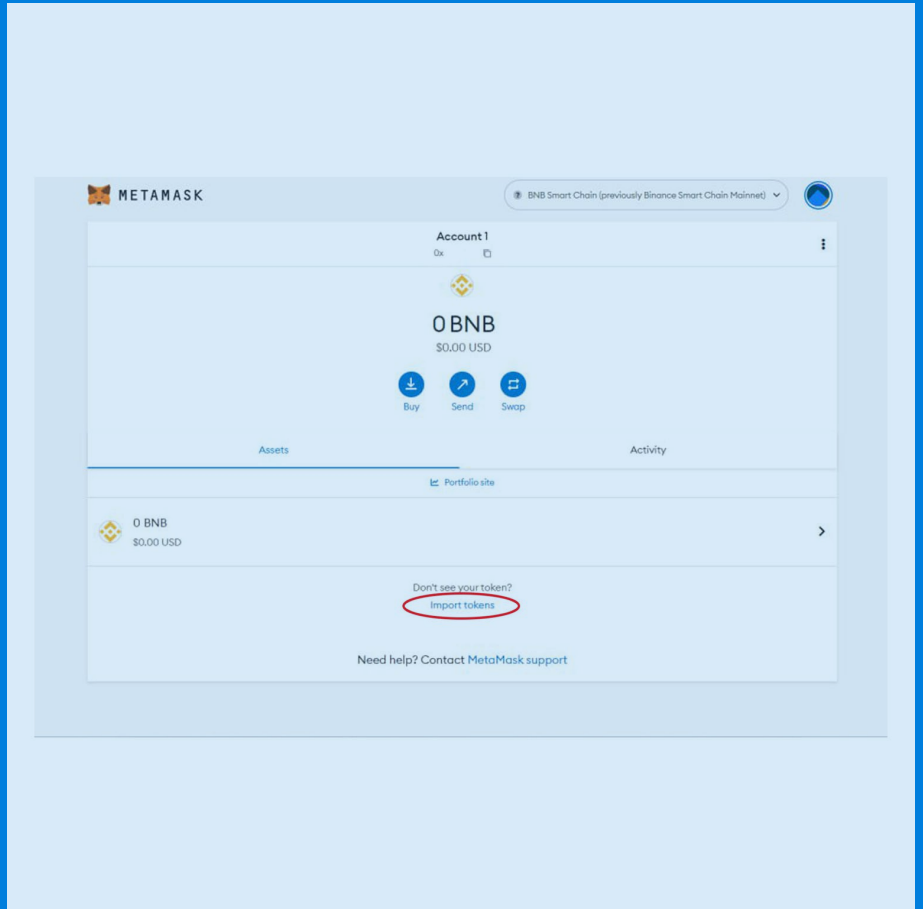 METAMASK
BNB Smart Chain (previously Binance Smart Chain Mainnet)
Account 1
0x
0 BNB
$0.00 USD
Buy Send Swap
Assets Activity
Portfolio site
0 BNB
$0.00 USD
Don't see your token?
Import tokens
Need help? Contact MetaMask support